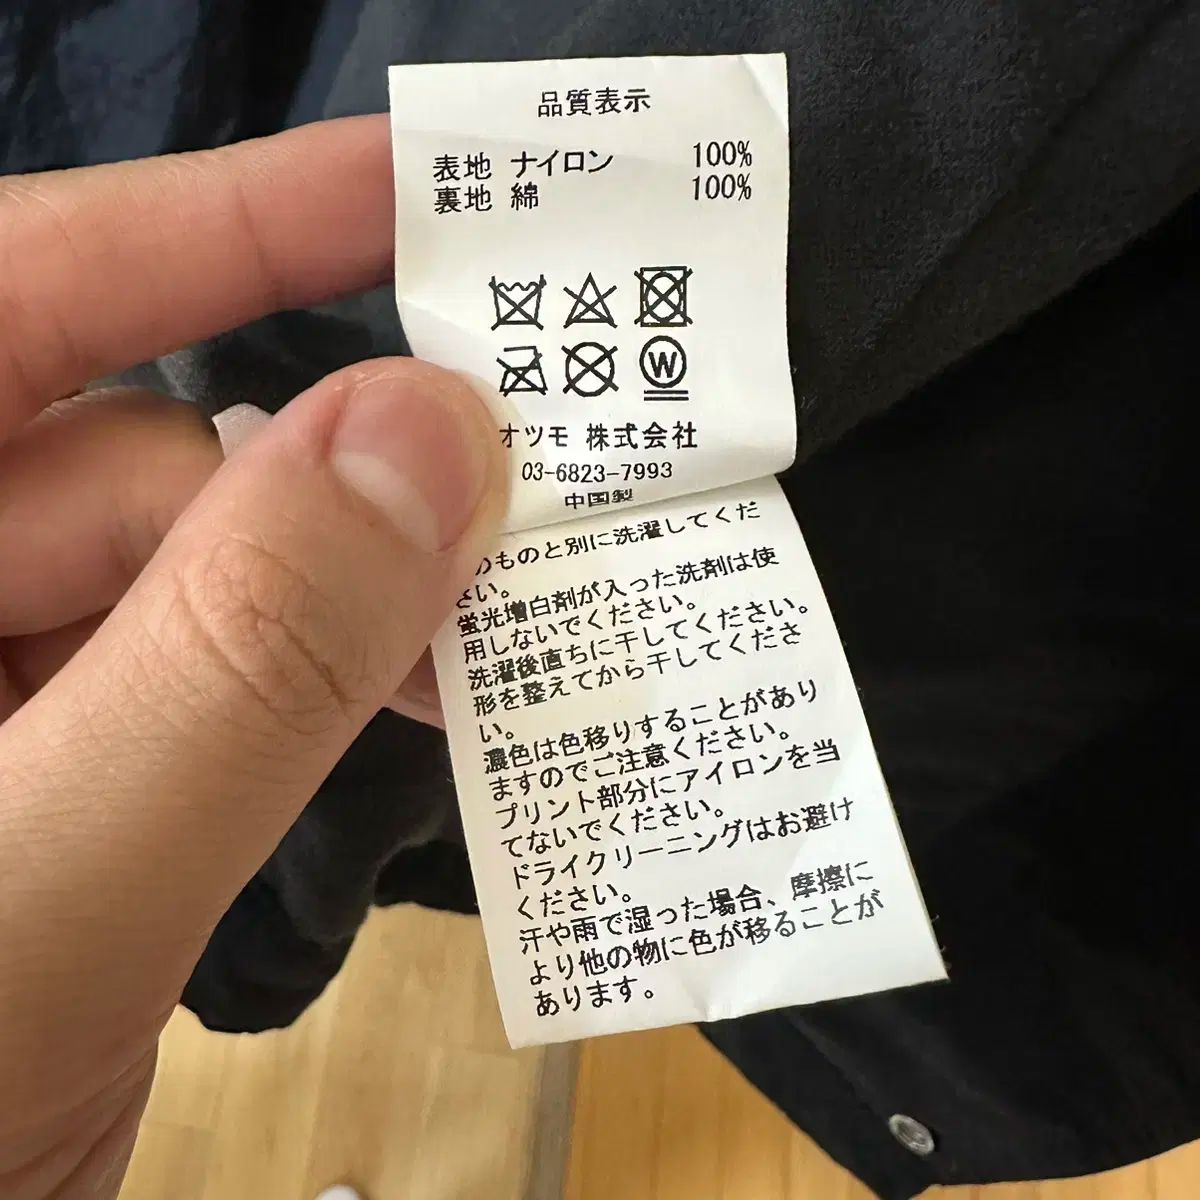 品質表示
表地 ナイロン 100%
裏地 綿 100%
W
オツモ 株式会社
03-6823-7993
中国製
のものと別に洗濯してくだ
さい。
蛍光増白剤が入った洗剤は使
用しないでください。
洗濯後直ちに干してください。
形を整えてから干してくださ
い。
濃色は色移りすることがあり
ますのでご注意ください。
プリント部分にアイロンを当
てないでください。
ドライクリーニングはお避け
ください。
汗や雨で湿った場合、摩擦に
より他の物に色が移ることが
あります。